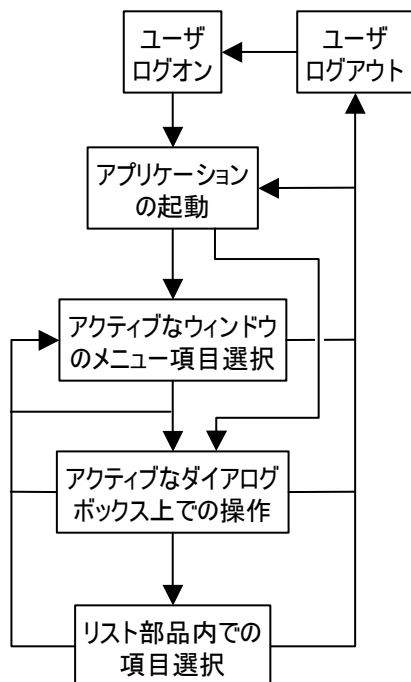 ユーザ
ログオン
ユーザ
ログアウト
アプリケーション
の起動
アクティブなウィンドウ
のメニュー項目選択
アクティブなダイアログ
ボックス上での操作
リスト部品内での
項目選択